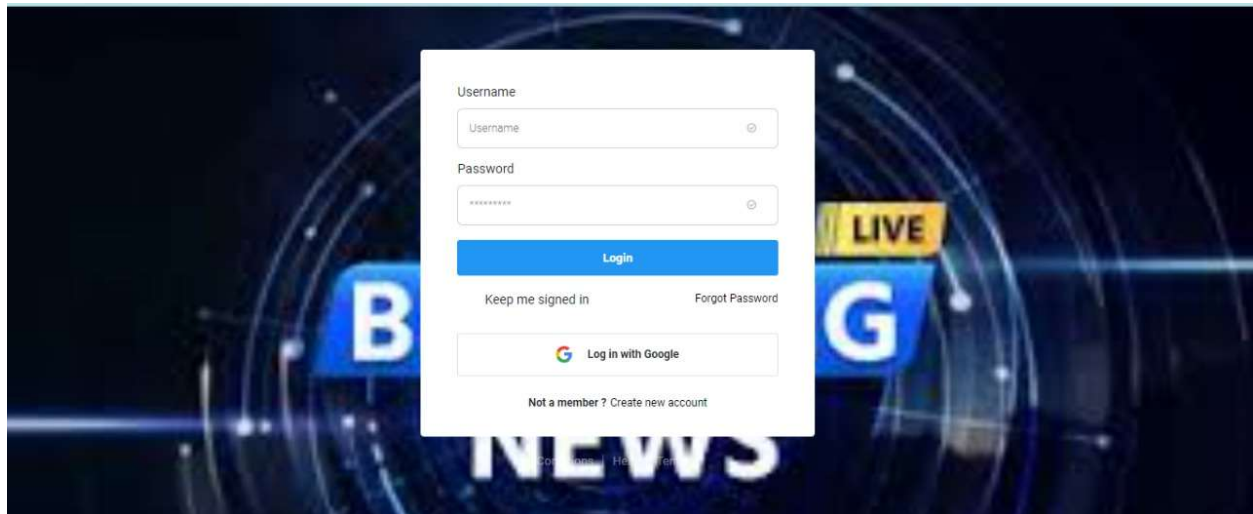 Username
Username
Password
*********
Login
Keep me signed in
Forgot Password
Log in with Google
Not a member ? Create new account
LIVE
B
G
NEWS